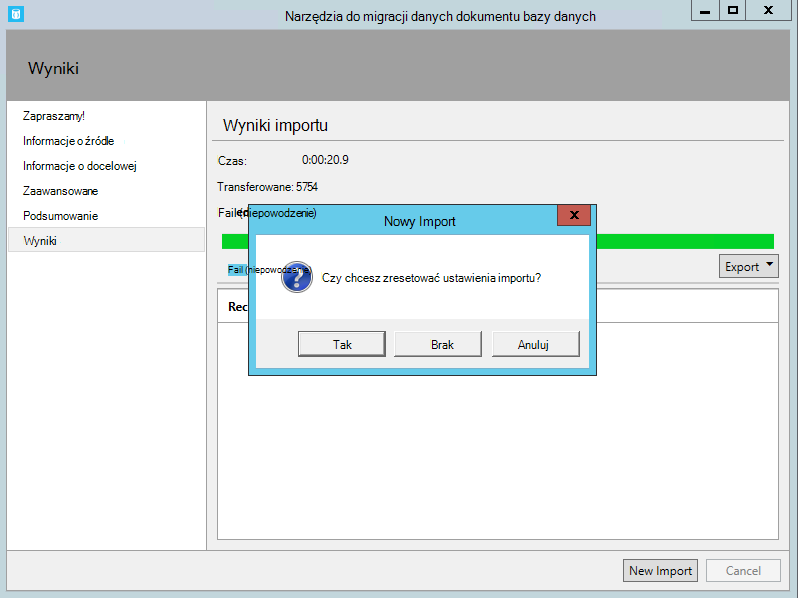 Narzędzia do migracji danych dokumentu bazy danych
Wyniki
Zapraszamy!
Informacje o źródle
Informacje o docelowej
Zaawansowane
Podsumowanie
Wyniki
Wyniki importu
Czas: 0:00:20.9
Transferowane: 5754
Failed(niepowodzenie)
Nowy Import
Fail (niepowodzenie)
Czy chcesz zresetować ustawienia importu?
Export
Rec
Tak Brak Anuluj
New Import Cancel